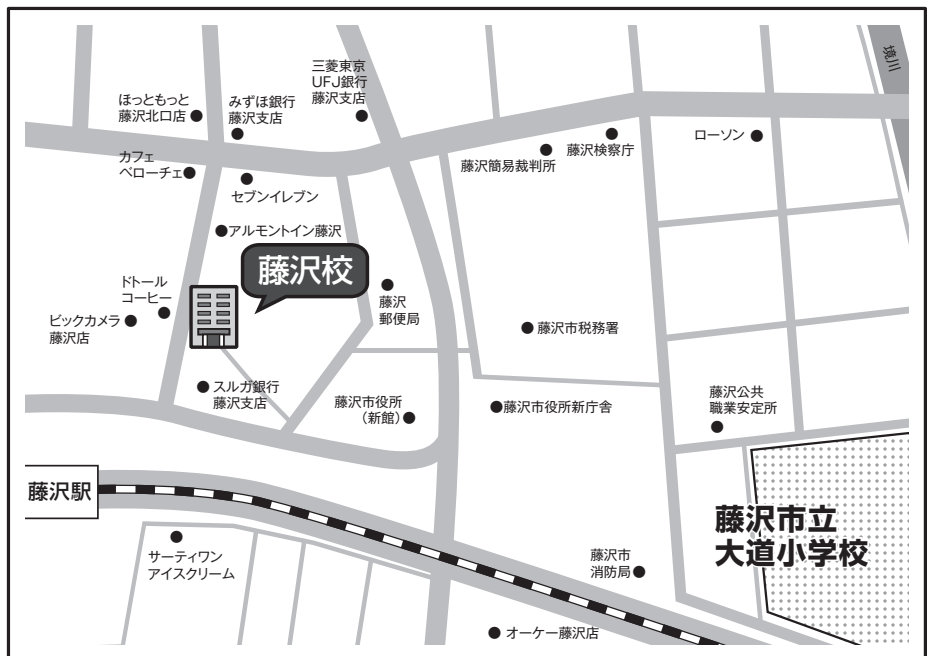 境川
三菱東京
UFJ銀行
藤沢支店
ほっともっと
藤沢北口店
みずほ銀行
藤沢支店
ローソン
藤沢検察庁
藤沢簡易裁判所
カフェ
ベローチェ
セブンイレブン
アルモントイン藤沢
藤沢校
ドトール
コーヒー
藤沢
郵便局
ビックカメラ
藤沢店
藤沢市税務署
スルガ銀行
藤沢支店
藤沢市役所
（新館）
藤沢市役所新庁舎
藤沢公共
職業安定所
藤沢駅
藤沢市立
大道小学校
サーティワン
アイスクリーム
藤沢市
消防局
オーケー藤沢店